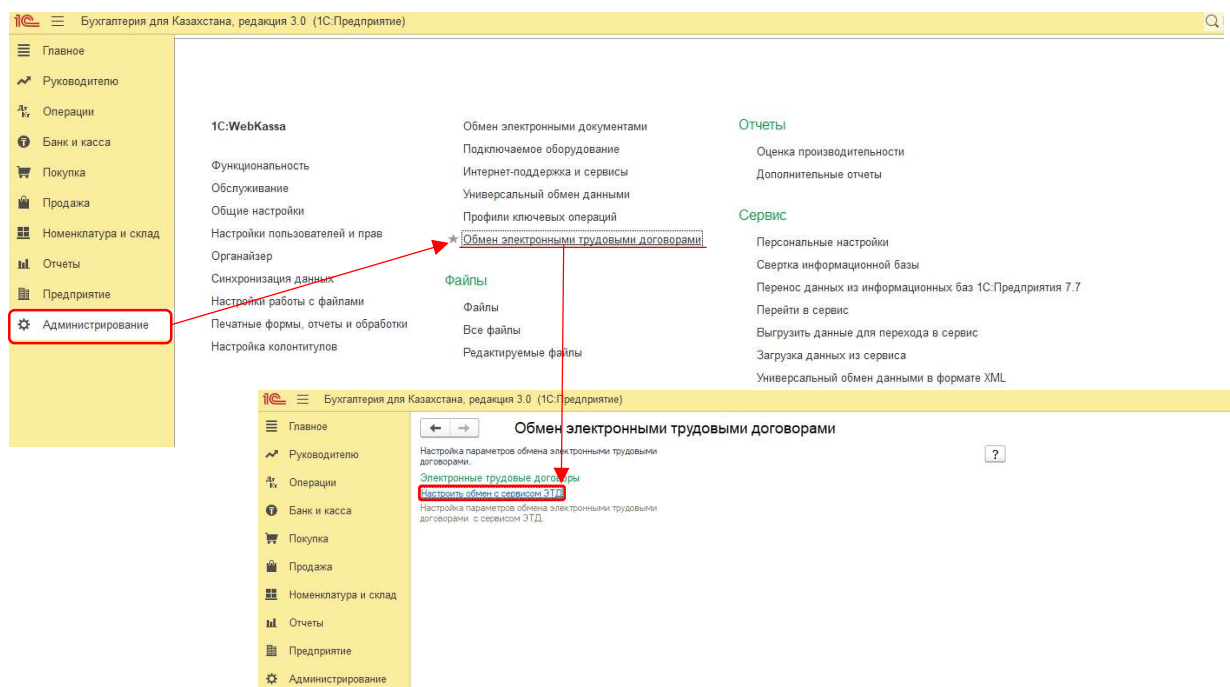 1С Бухгалтерия для Казахстана, редакция 3.0 (1С:Предприятие)
Главное
Руководителю
Операции
Банк и касса
Покупка
Продажа
Номенклатура и склад
Отчеты
Предприятие
Администрирование
1С:WebKassa
Функциональность
Обслуживание
Общие настройки
Настройки пользователей и прав
Органайзер
Синхронизация данных
Настройки работы с файлами
Печатные формы, отчеты и обработки
Настройка колонтитулов
Обмен электронными документами
Подключаемое оборудование
Интернет-поддержка и сервисы
Универсальный обмен данными
Профили ключевых операций
Обмен электронными трудовыми договорами
Файлы
Файлы
Все файлы
Редактируемые файлы
Отчеты
Оценка производительности
Дополнительные отчеты
Сервис
Персональные настройки
Свертка информационной базы
Перенос данных из информационных баз 1С:Предприятия 7.7
Перейти в сервис
Выгрузить данные для перехода в сервис
Загрузка данных из сервиса
Универсальный обмен данными в формате XML
1С Бухгалтерия для Казахстана, редакция 3.0 (1С:Предприятие)
Главное
Руководителю
Операции
Банк и касса
Покупка
Продажа
Номенклатура и склад
Отчеты
Предприятие
Администрирование
Обмен электронными трудовыми договорами
Настройка параметров обмена электронными трудовыми
договорами.
?
Электронные трудовые договоры
Настроить обмен с сервисом ЭТД
Настройка параметров обмена электронными трудовыми
договорами с сервисом ЭТД.